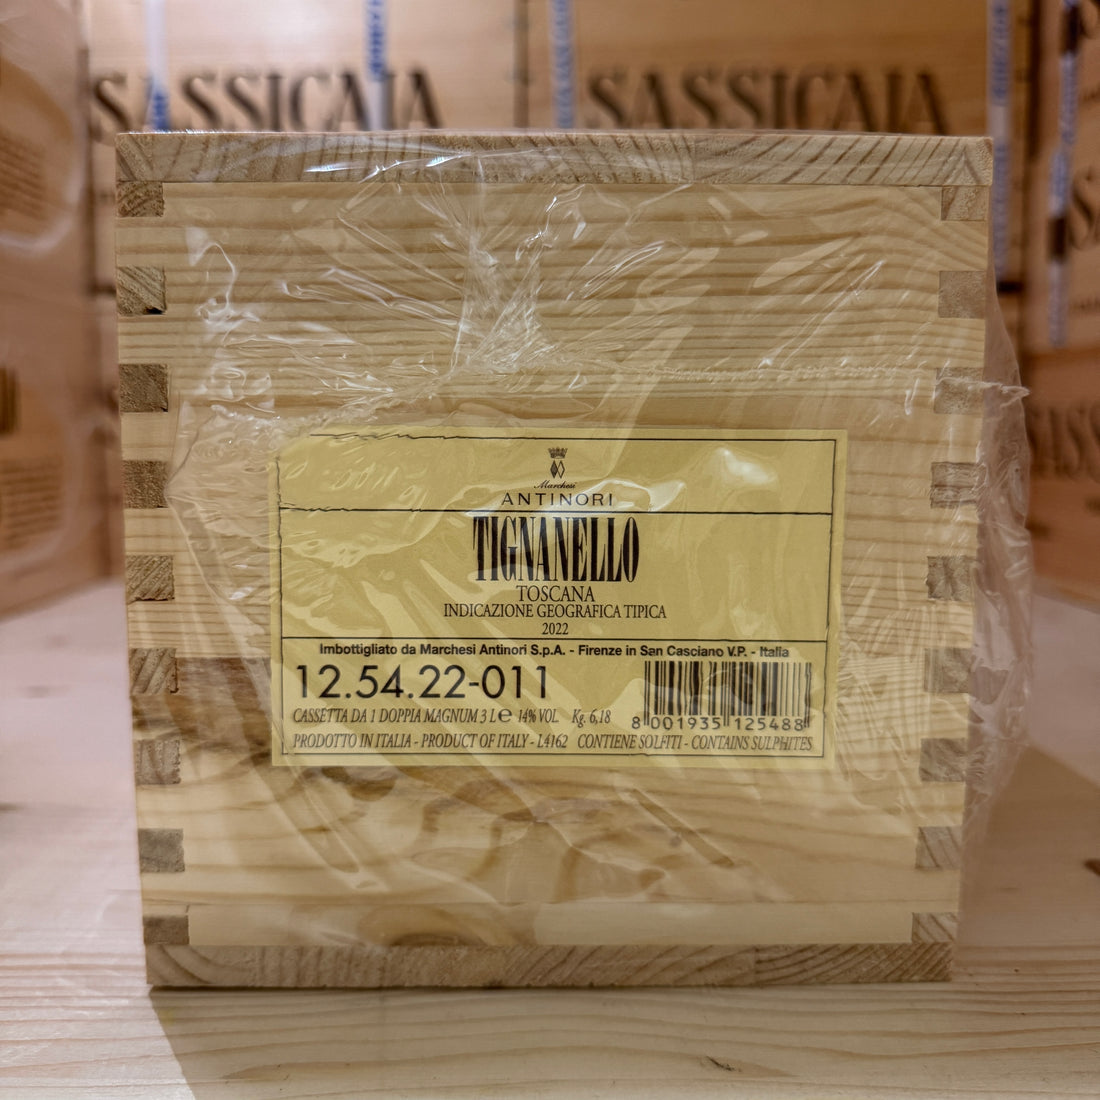 SASSICAIA
SASSICAIA
Marchesi
ANTINORI
TIGNANELLO
TOSCANA
INDICAZIONE GEOGRAFICA TIPICA
2022
Imbottigliato da Marchesi Antinori S.p.A. - Firenze in San Casciano V.P. - Italia
12.54.22-011
CASSETTA DA 1 DOPPIA MAGNUM 3 L e 14% VOL. Kg. 6,18
8 001935 125488
PRODOTTO IN ITALIA - PRODUCT OF ITALY - L4162 CONTIENE SOLFITI - CONTAINS SULPHITES